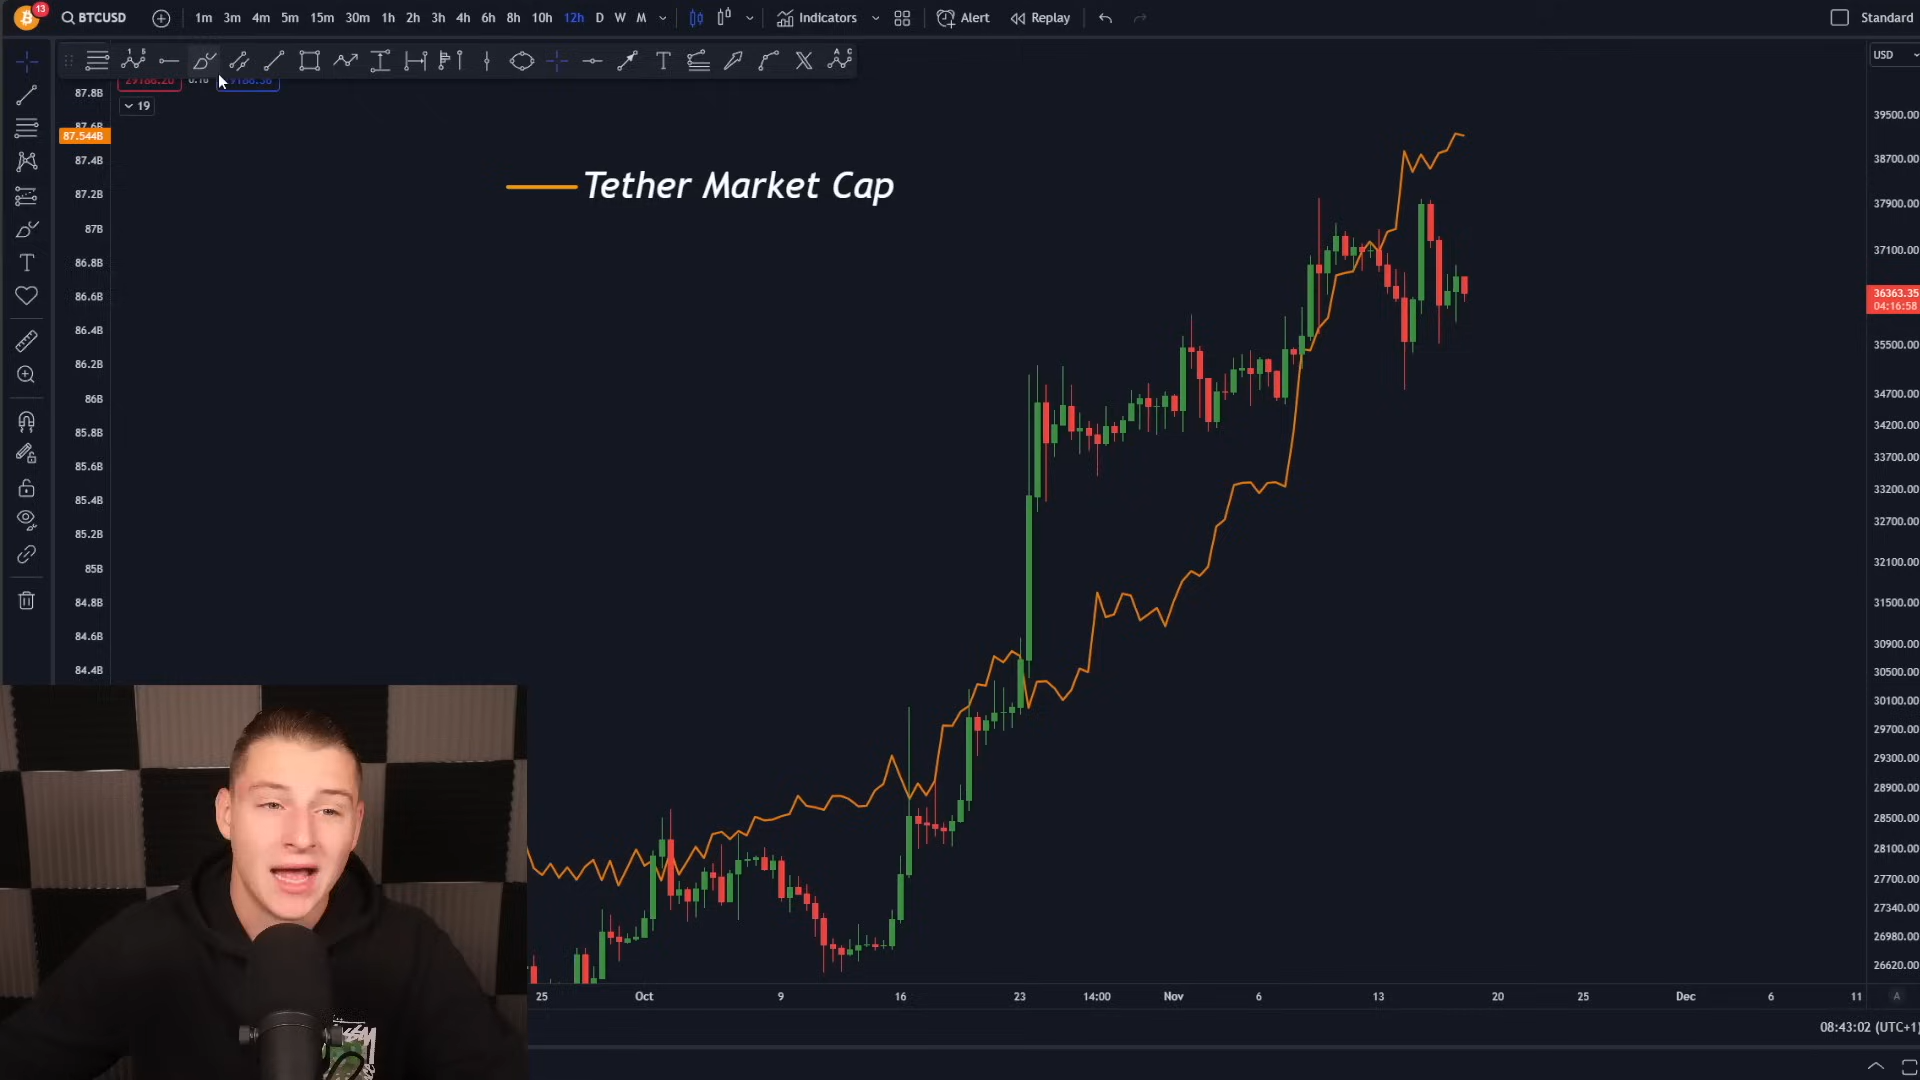 13
BTCUSD
1m 3m 4m 5m 15m 30m 1h 2h 3h 4h 6h 8h 10h 12h D W M
Indicators
Alert
Replay
Standard
USD
19
Tether Market Cap
87.8B
87.544B
87.4B
87.2B
87B
86.8B
86.6B
86.4B
86.2B
86B
85.8B
85.6B
85.4B
85.2B
85B
84.8B
84.6B
84.4B
39500.00
38700.00
37900.00
37100.00
36363.35
04:16:58
35500.00
34700.00
34200.00
33700.00
33200.00
32700.00
32100.00
31500.00
30900.00
30500.00
30100.00
29700.00
29300.00
28900.00
28500.00
28100.00
27700.00
27340.00
26980.00
26620.00
25 Oct 9 16 23 14:00 Nov 6 13 20 25 Dec 6 11
A
08:43:02 (UTC+1)